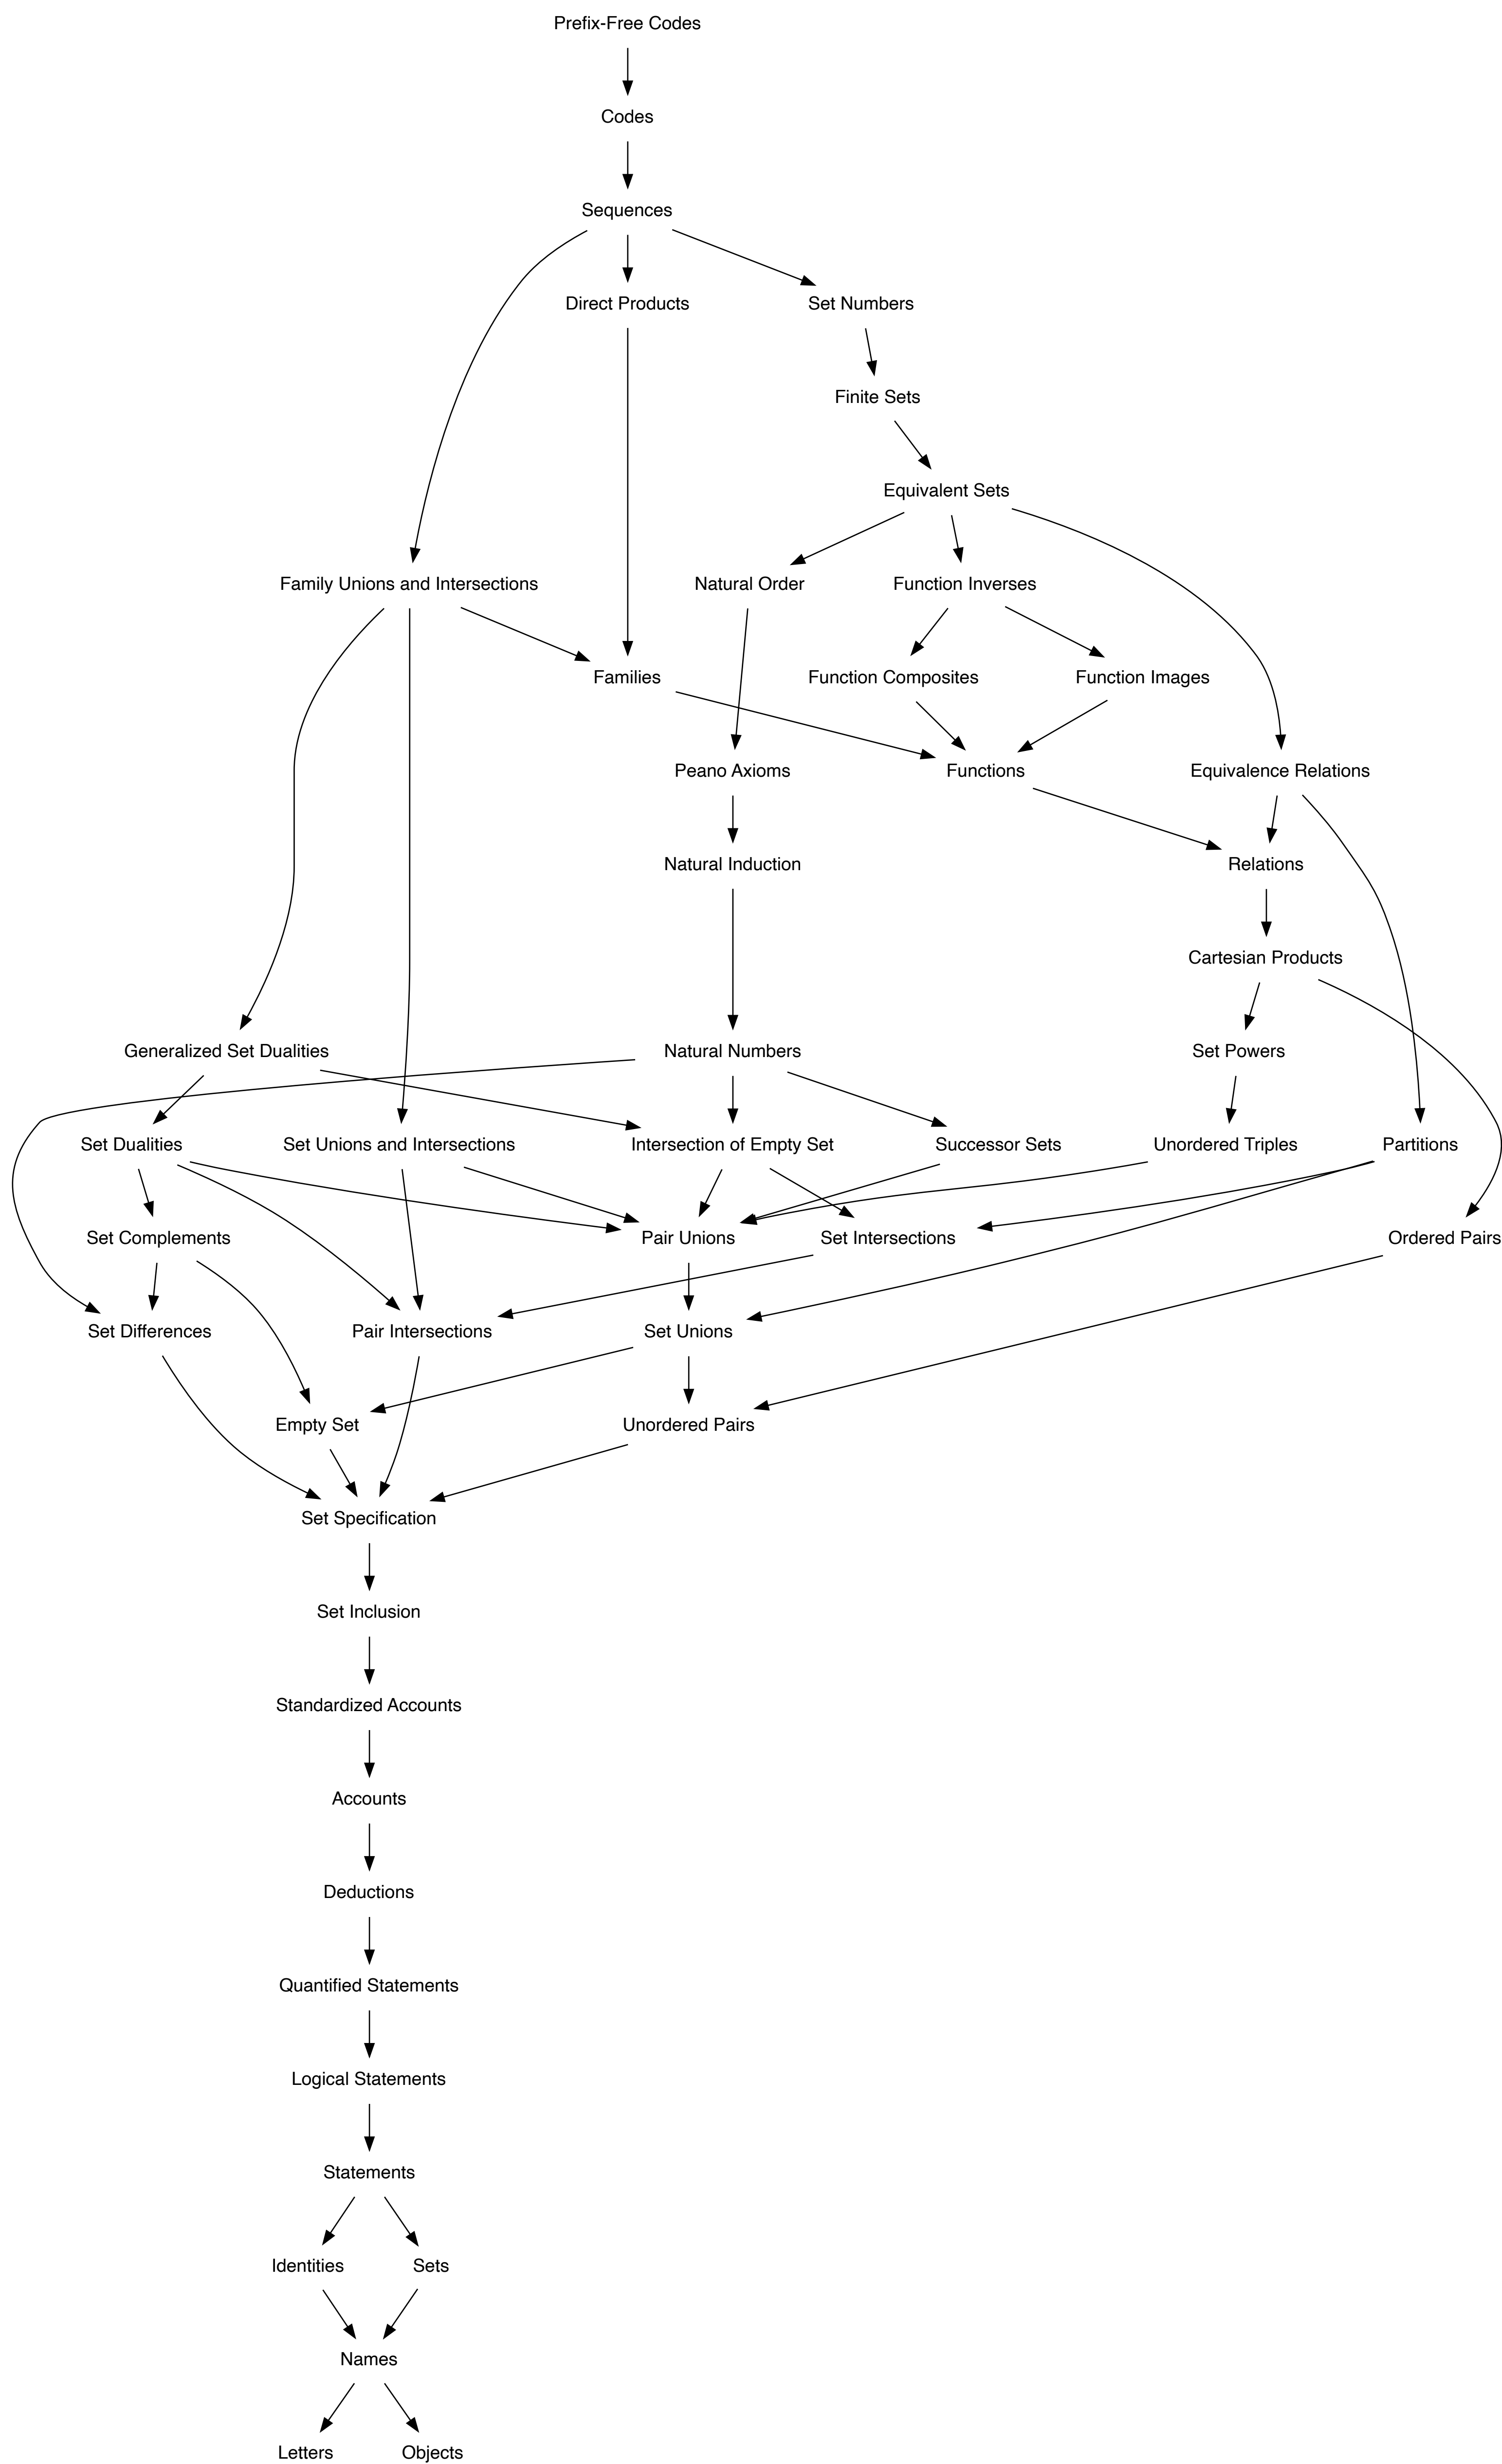 Prefix-Free Codes
Codes
Sequences
Direct Products
Set Numbers
Finite Sets
Equivalent Sets
Family Unions and Intersections
Natural Order
Function Inverses
Families
Function Composites
Function Images
Peano Axioms
Functions
Equivalence Relations
Natural Induction
Relations
Cartesian Products
Generalized Set Dualities
Natural Numbers
Set Powers
Set Dualities
Set Unions and Intersections
Intersection of Empty Set
Successor Sets
Unordered Triples
Partitions
Set Complements
Pair Unions
Set Intersections
Ordered Pairs
Set Differences
Pair Intersections
Set Unions
Empty Set
Unordered Pairs
Set Specification
Set Inclusion
Standardized Accounts
Accounts
Deductions
Quantified Statements
Logical Statements
Statements
Identities
Sets
Names
Letters
Objects